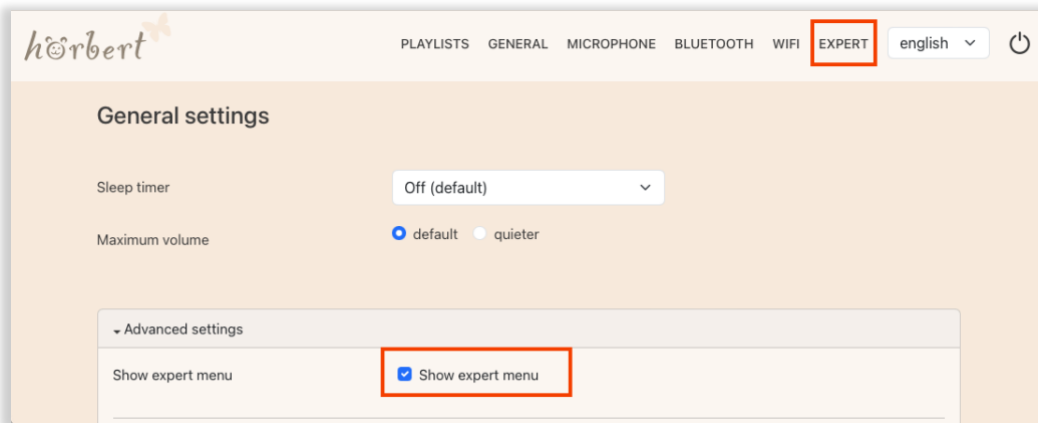 hörbert
PLAYLISTS GENERAL MICROPHONE BLUETOOTH WIFI EXPERT english
General settings
Sleep timer Off (default)
Maximum volume default quieter
Advanced settings
Show expert menu Show expert menu